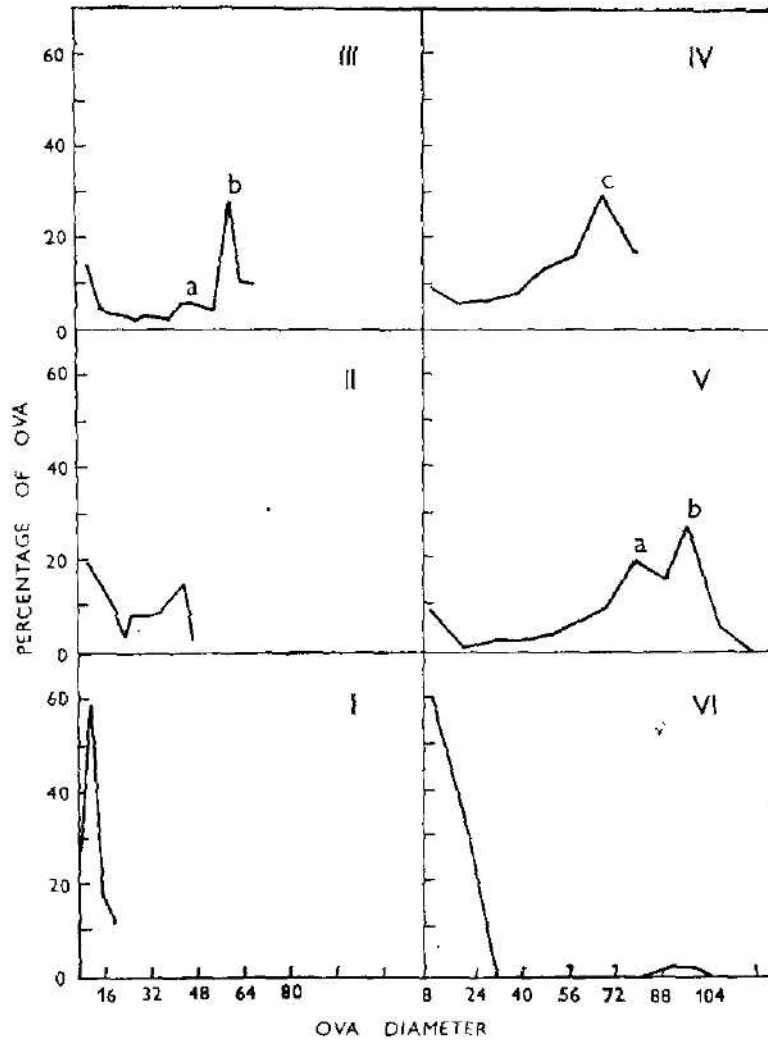 60
40
20
0
III
a
b
IV
c
PERCENTAGE OF OVA
60
40
20
0
II
V
a
b
60
40
20
0
I
VI
16 32 48 64 80
8 24 40 56 72 88 104
OVA DIAMETER